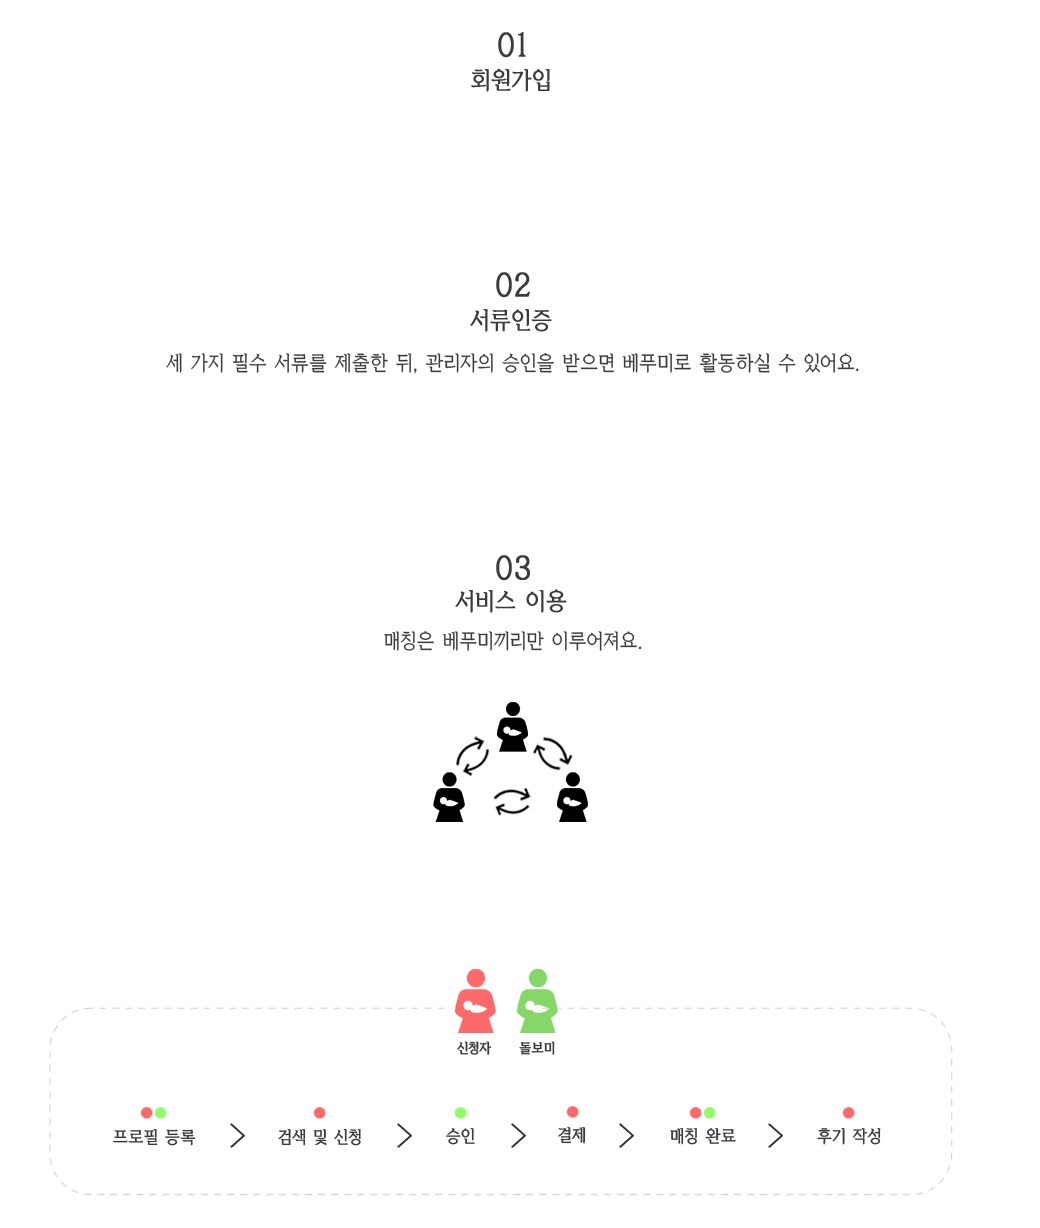 01
회원가입
02
서류인증
세 가지 필수 서류를 제출한 뒤, 관리자의 승인을 받으면 베푸미로 활동하실 수 있어요.
03
서비스 이용
매칭은 베푸미끼리만 이루어져요.
신청자 돌보미
프로필 등록 > 검색 및 신청 > 승인 > 결제 > 매칭 완료 > 후기 작성